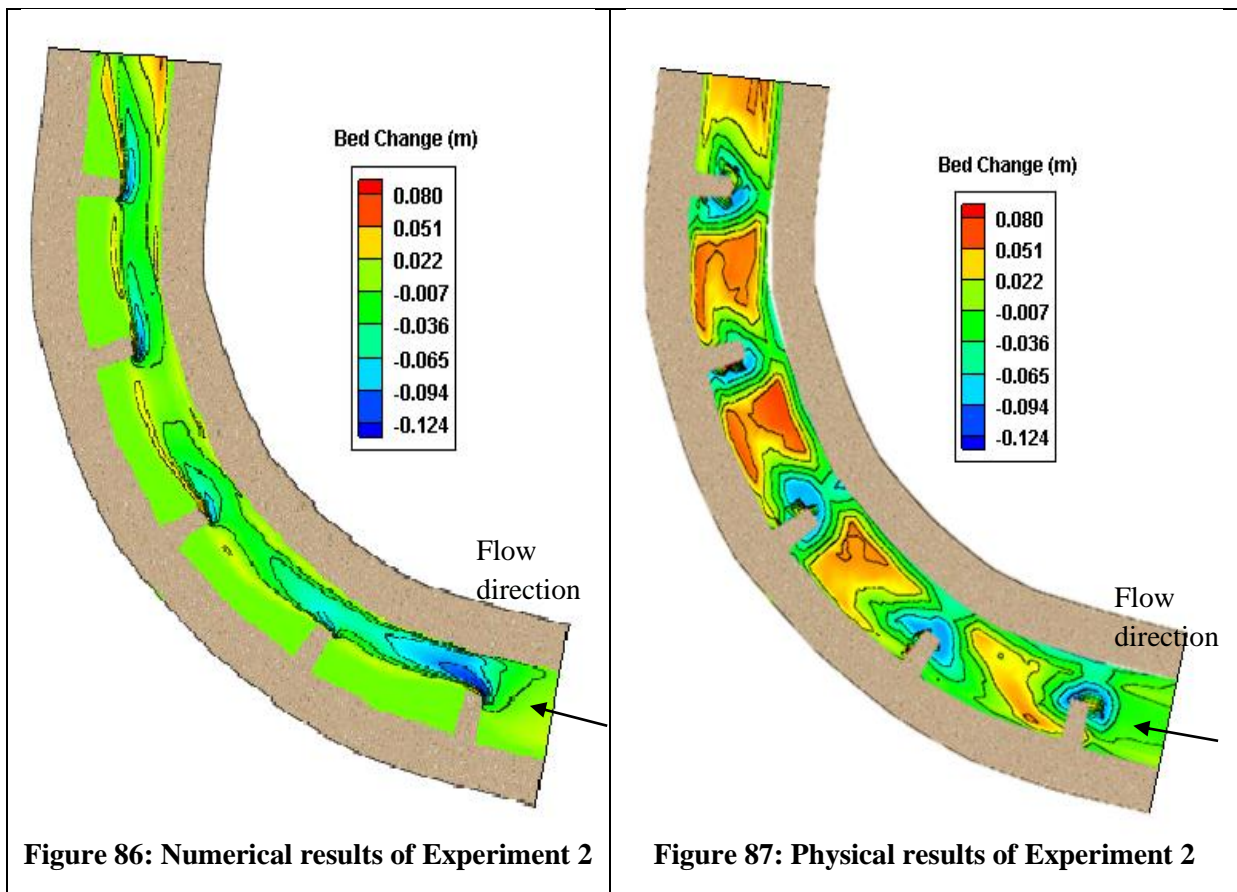 Bed Change (m)
0.080
0.051
0.022
-0.007
-0.036
-0.065
-0.094
-0.124
Flow
direction
Figure 86: Numerical results of Experiment 2
Bed Change (m)
0.080
0.051
0.022
-0.007
-0.036
-0.065
-0.094
-0.124
Flow
direction
Figure 87: Physical results of Experiment 2